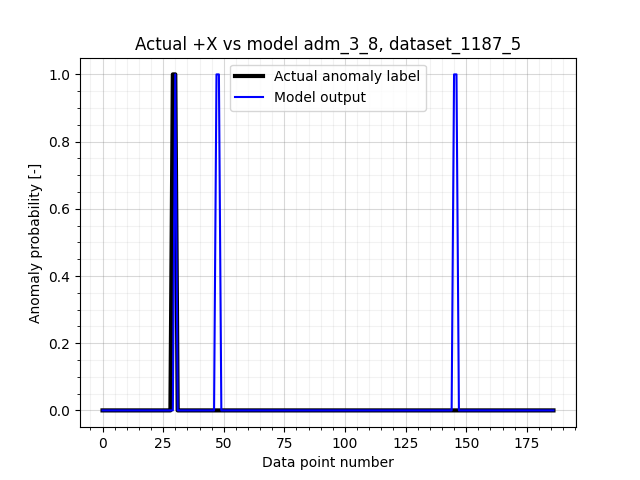 Actual +X vs model adm_3_8, dataset_1187_5
Actual anomaly label
Model output
Anomaly probability [-]
1.0
0.8
0.6
0.4
0.2
0.0
0 25 50 75 100 125 150 175
Data point number